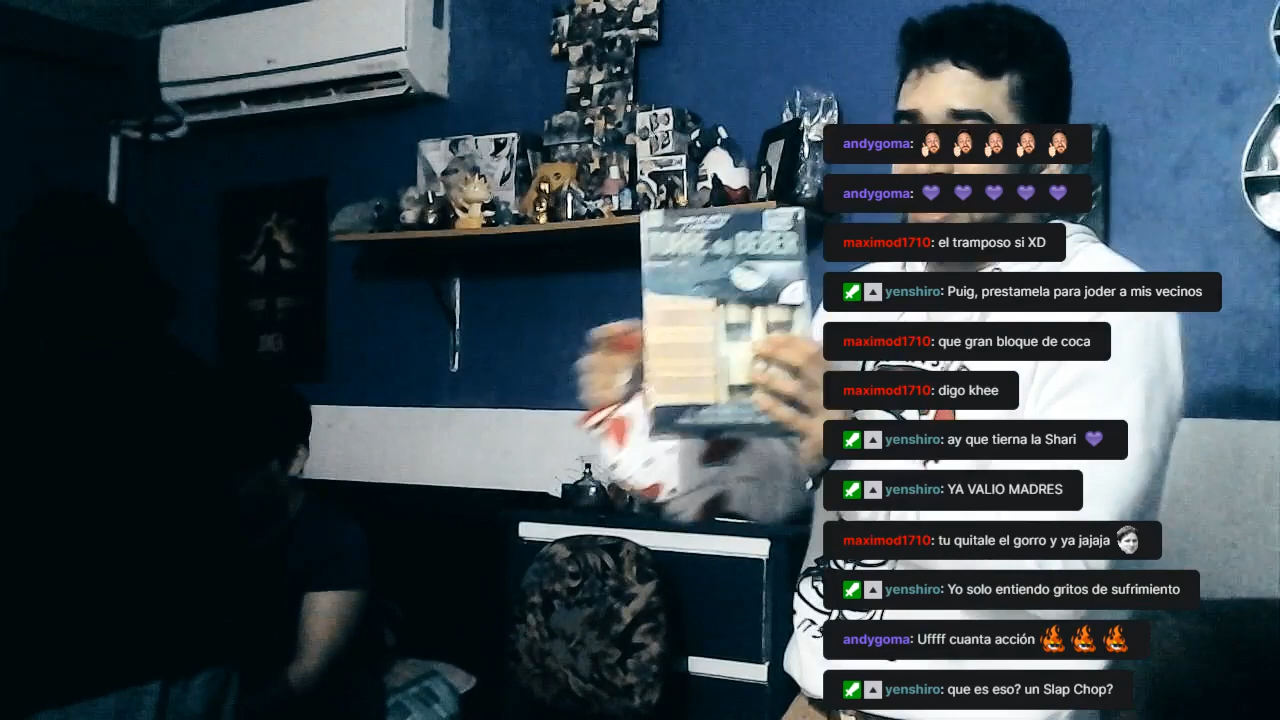 BEBER
andygoma:
andygoma:
maximod1710: el tramposo si XD
yenshiro: Puig, prestamela para joder a mis vecinos
maximod1710: que gran bloque de coca
maximod1710: digo khee
yenshiro: ay que tierna la Shari
yenshiro: YA VALIO MADRES
maximod1710: tu quitale el gorro y ya jajaja
yenshiro: Yo solo entiendo gritos de sufrimiento
andygoma: Uffff cuanta acción
yenshiro: que es eso? un Slap Chop?